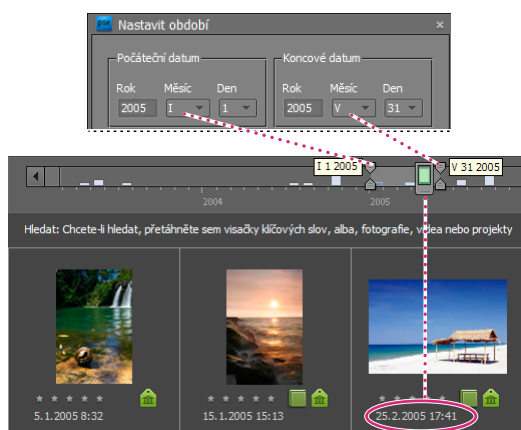 pse Nastavit období ×
Počáteční datum Koncové datum
Rok Měsíc Den Rok Měsíc Den
2005 I 1 2005 V 31
I 1 2005 V 31 2005
2004 2005
Hledat: Chcete-li hledat, přetáhněte sem visačky klíčových slov, alba, fotografie, videa nebo projekty
5.1.2005 8:32 15.1.2005 15:13 25.2.2005 17:41